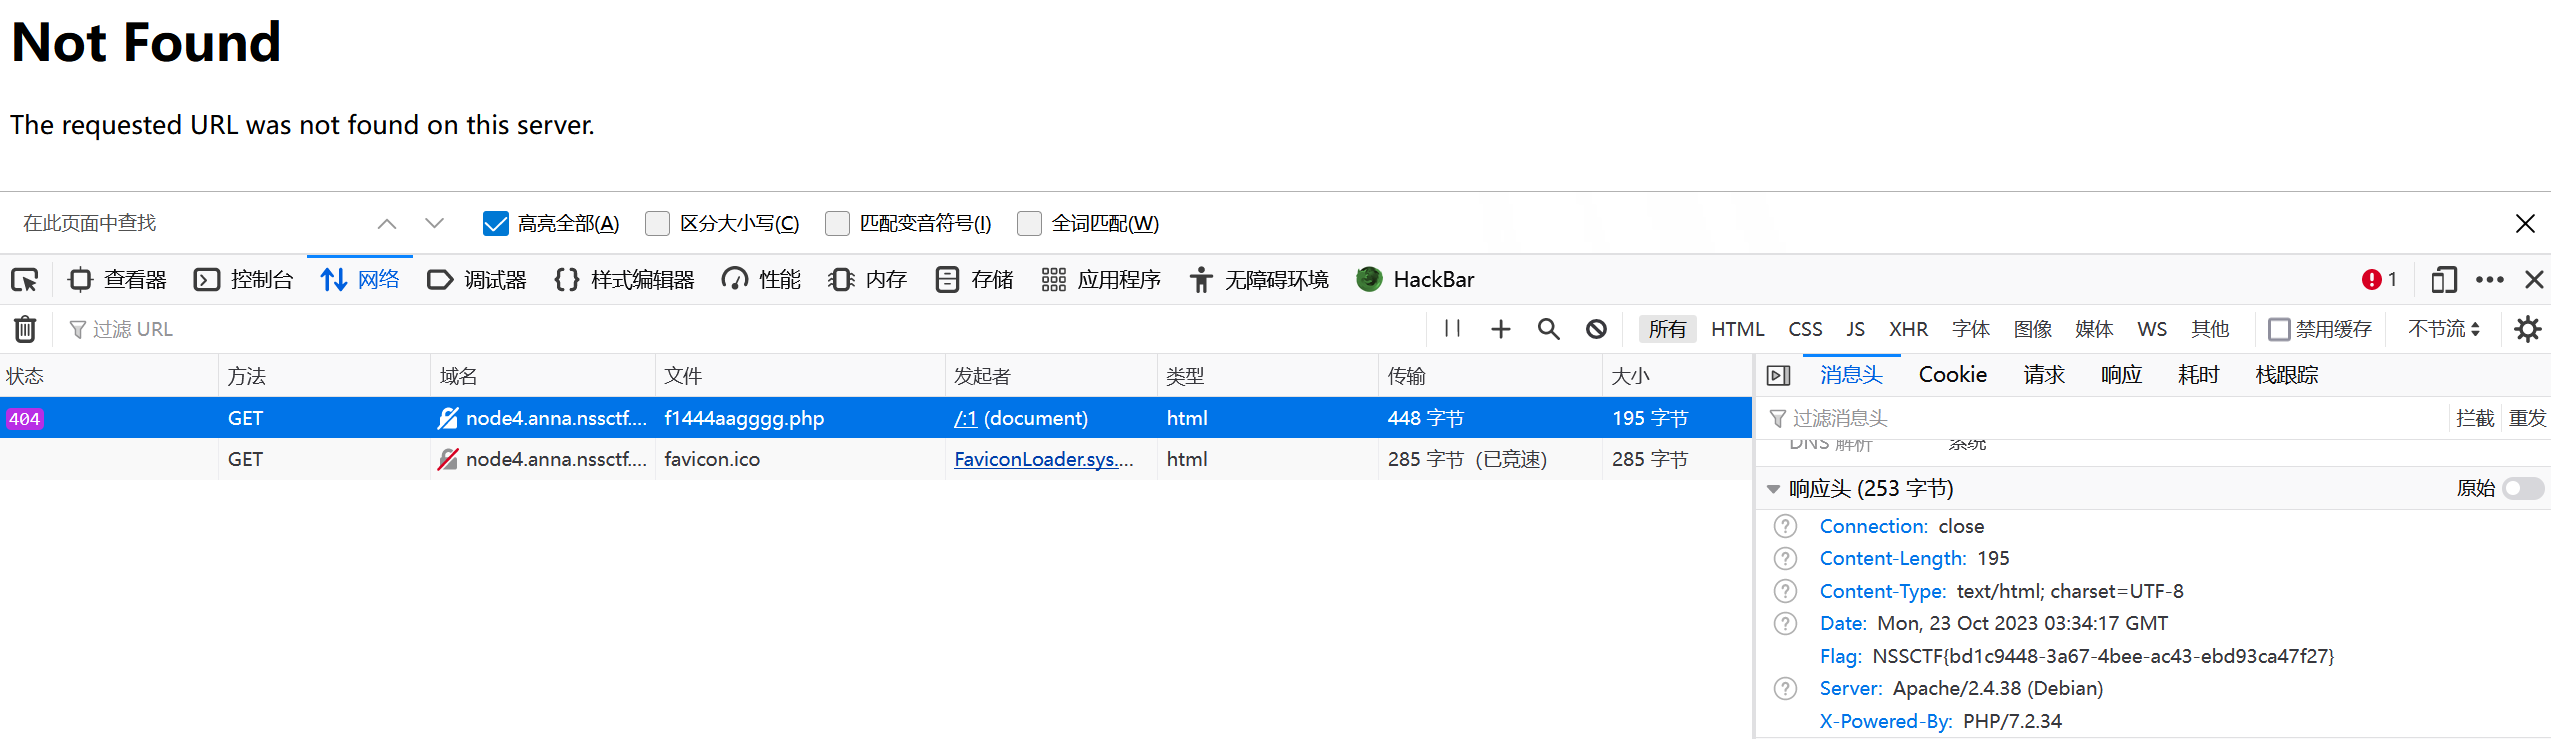 Not Found
The requested URL was not found on this server.
在此页面中查找 高亮全部(A) 区分大小写(C) 匹配变音符号(I) 全词匹配(W)
查看器 控制台 网络 调试器 样式编辑器 性能 内存 存储 应用程序 无障碍环境 HackBar 1
过滤 URL 所有 HTML CSS JS XHR 字体 图像 媒体 WS 其他 禁用缓存 不节流
状态 方法 域名 文件 发起者 类型 传输 大小
404 GET node4.anna.nssctf.... f1444aagggg.php /:1 (document) html 448 字节 195 字节
GET node4.anna.nssctf.... favicon.ico FaviconLoader.sys.... html 285 字节 (已竞速) 285 字节
消息头 Cookie 请求 响应 耗时 栈跟踪
过滤消息头 拦截 重发
DNS 解析 系统
响应头 (253 字节) 原始
Connection: close
Content-Length: 195
Content-Type: text/html; charset=UTF-8
Date: Mon, 23 Oct 2023 03:34:17 GMT
Flag: NSSCTF{bd1c9448-3a67-4bee-ac43-ebd93ca47f27}
Server: Apache/2.4.38 (Debian)
X-Powered-By: PHP/7.2.34